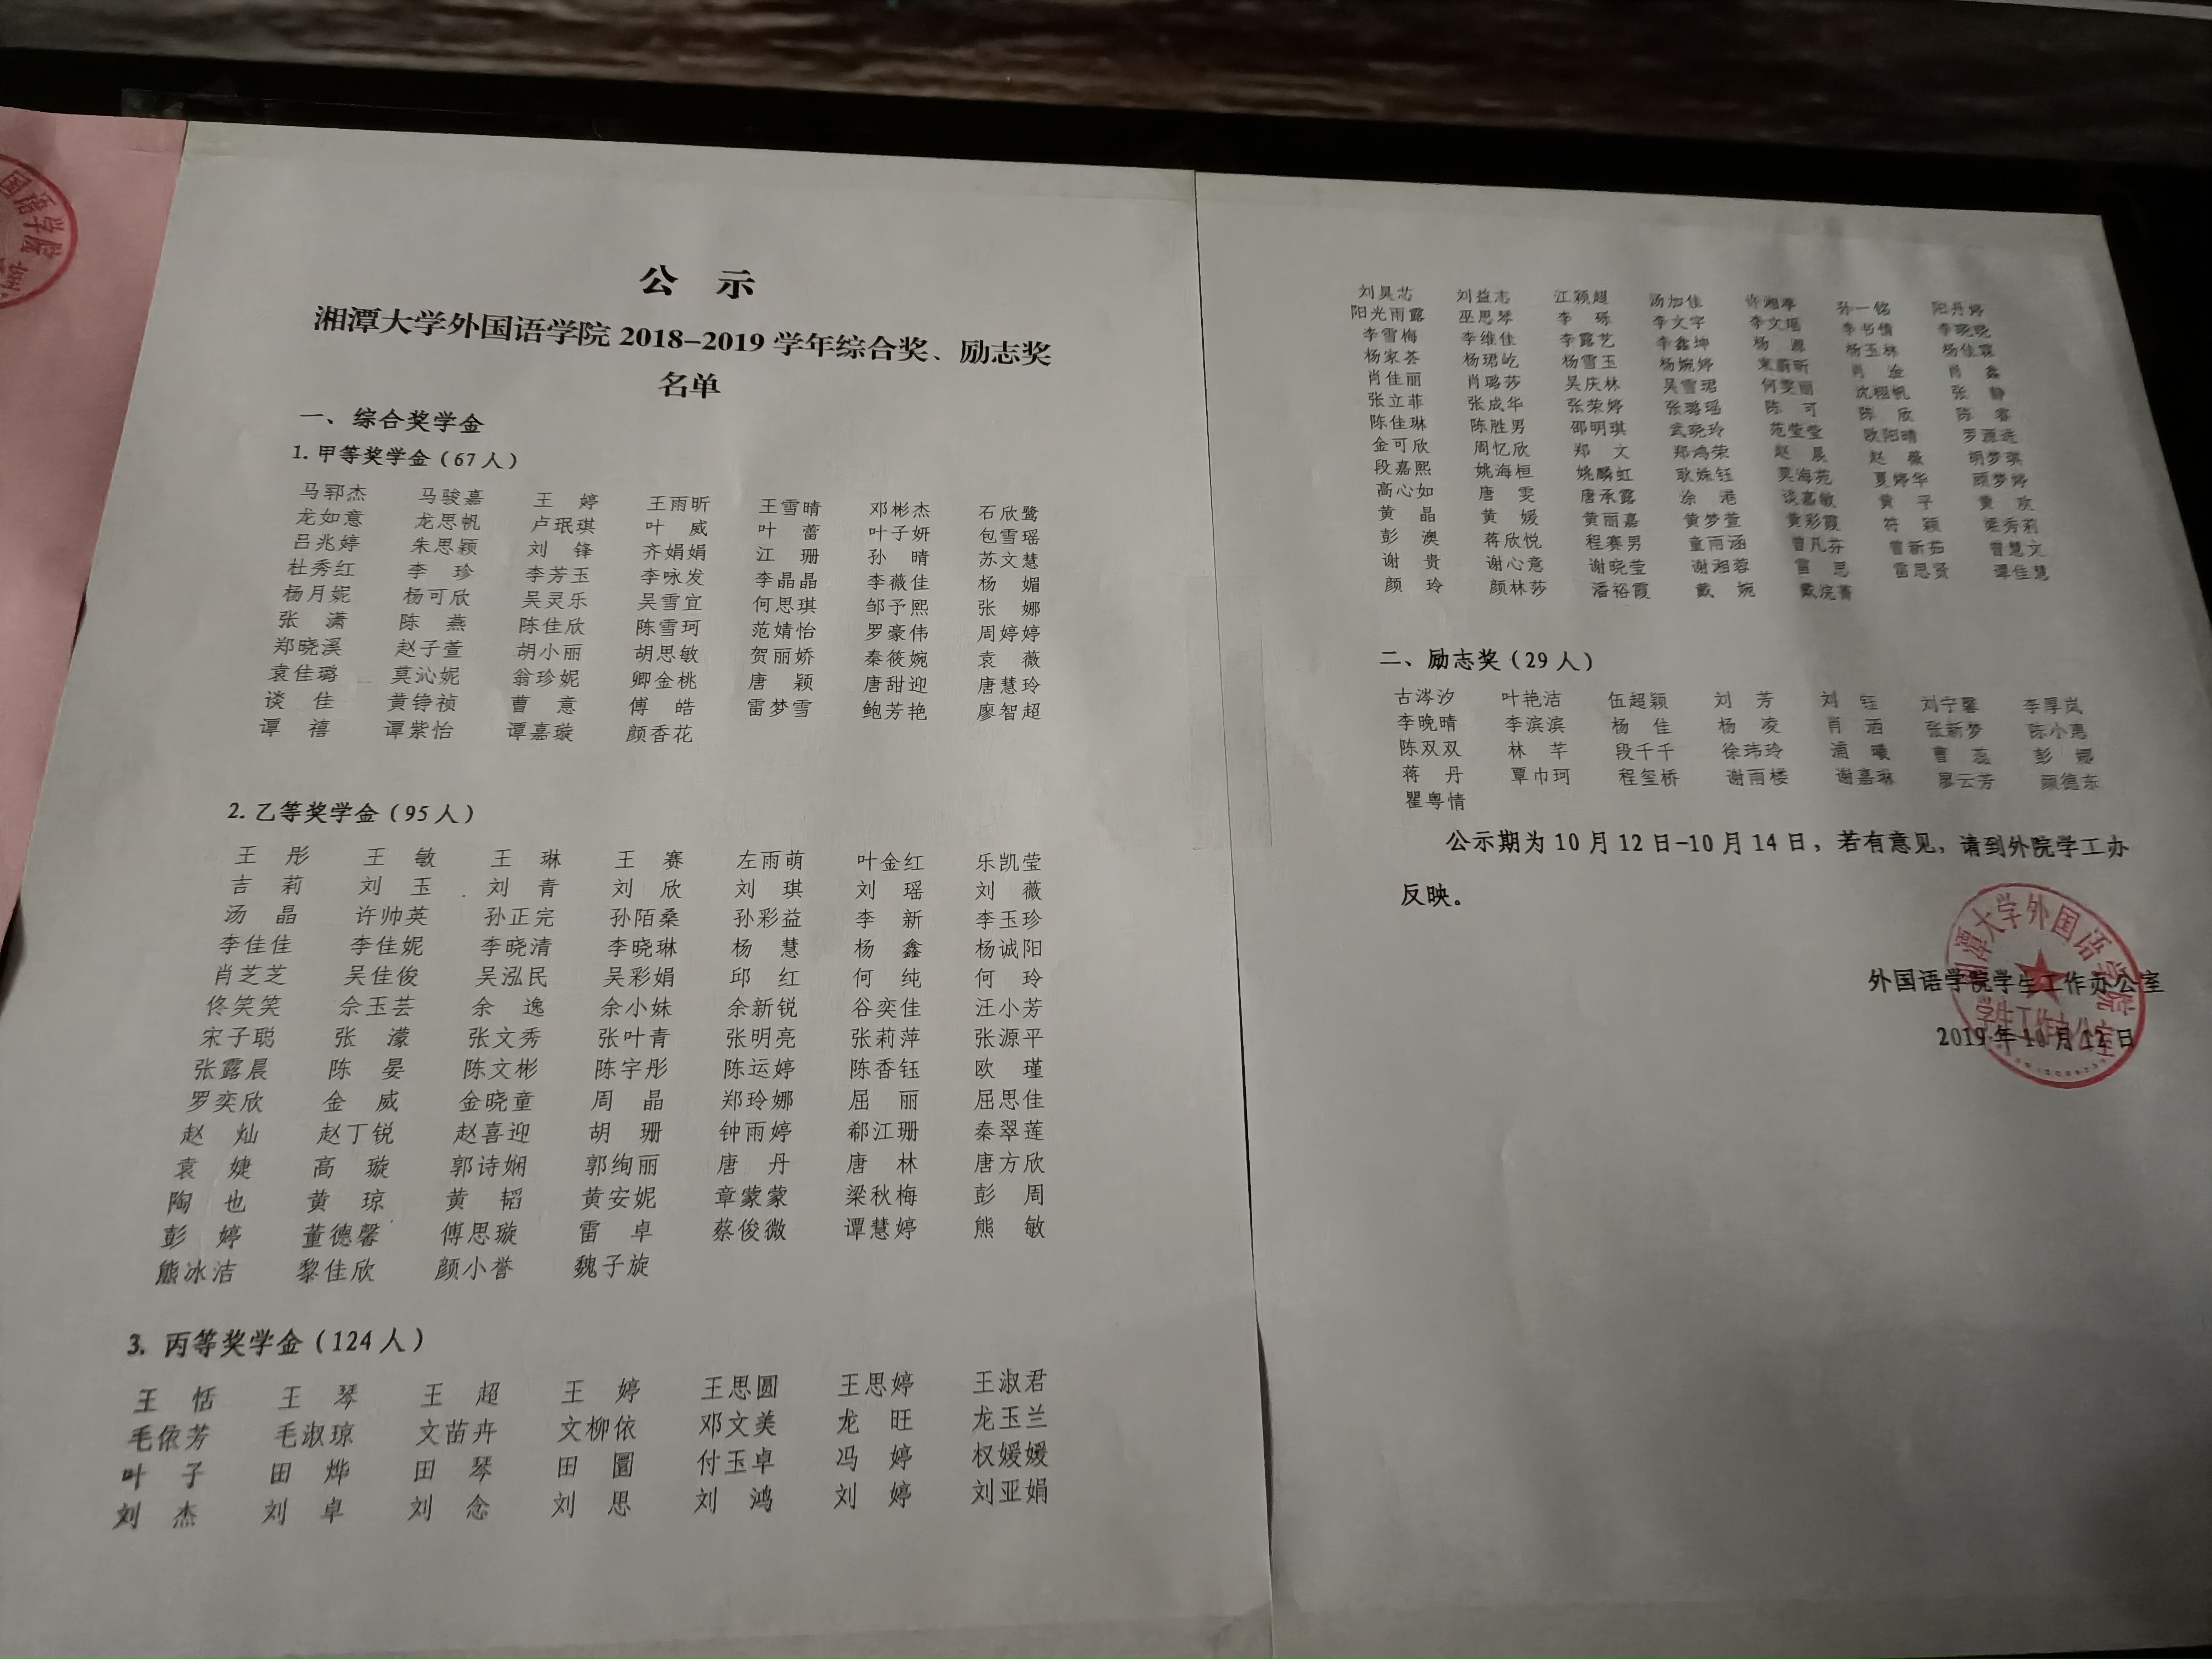 国语学院
公 示
湘潭大学外国语学院 2018-2019 学年综合奖、励志奖
名单
一、综合奖学金
1. 甲等奖学金（67 人）
马郓杰 马骏嘉 王 婷 王雨昕 王雪晴 邓彬杰 石欣鹭
龙如意 龙思帆 卢珉琪 叶 威 叶 蕾 叶子妍 包雪瑶
吕兆婷 朱思颖 刘 锋 齐娟娟 江 珊 孙 晴 苏文慧
杜秀红 李 珍 李芳玉 李咏发 李晶晶 李薇佳 杨 媚
杨月妮 杨可欣 吴灵乐 吴雪宜 何思琪 邹予熙 张 娜
张 潇 陈 燕 陈佳欣 陈雪珂 范婧怡 罗豪伟 周婷婷
郑晓溪 赵子萱 胡小丽 胡思敏 贺丽娇 秦筱婉 袁 薇
袁佳璐 莫沁妮 翁珍妮 卿金桃 唐 颖 唐甜迎 唐慧玲
谈 佳 黄铮祯 曹 意 傅 皓 雷梦雪 鲍芳艳 廖智超
谭 禧 谭紫怡 谭嘉璇 颜香花
2. 乙等奖学金（95 人）
王 彤 王 敏 王 琳 王 赛 左雨萌 叶金红 乐凯莹
吉 莉 刘 玉 刘 青 刘 欣 刘 琪 刘 瑶 刘 薇
汤 晶 许帅英 孙正完 孙陌桑 孙彩益 李 新 李玉珍
李佳佳 李佳妮 李晓清 李晓琳 杨 慧 杨 鑫 杨诚阳
肖芝芝 吴佳俊 吴泓民 吴彩娟 邱 红 何 纯 何 玲
佟笑笑 佘玉芸 余 逸 余小妹 余新锐 谷奕佳 汪小芳
宋子聪 张 濛 张文秀 张叶青 张明亮 张莉萍 张源平
张露晨 陈 晏 陈文彬 陈宇彤 陈运婷 陈香钰 欧 瑾
罗奕欣 金 威 金晓童 周 晶 郑玲娜 屈 丽 屈思佳
赵 灿 赵丁锐 赵喜迎 胡 珊 钟雨婷 郗江珊 秦翠莲
袁 婕 高 璇 郭诗娴 郭绚丽 唐 丹 唐 林 唐方欣
陶 也 黄 琼 黄 韬 黄安妮 章蒙蒙 梁秋梅 彭 周
彭 婷 董德馨 傅思璇 雷 卓 蔡俊微 谭慧婷 熊 敏
熊冰洁 黎佳欣 颜小誉 魏子旋
3. 丙等奖学金（124 人）
王 恬 王 琴 王 超 王 婷 王思圆 王思婷 王淑君
毛依芳 毛淑琼 文苗卉 文柳依 邓文美 龙 旺 龙玉兰
叶 子 田 烨 田 琴 田 圆 付玉卓 冯 婷 权媛媛
刘 杰 刘 卓 刘 念 刘 思 刘 鸿 刘 婷 刘亚娟
刘昊芯 刘益志 江颖超 汤加佳 许湘 孙一铭 阳丹婷
阳光雨露 巫思琴 李 砾 李文宇 李文瑶 李书倩 李晓晓
李雪梅 李维佳 李露艺 李鑫坤 杨 源 杨玉林 杨佳霖
杨家荟 杨珺屹 杨雪玉 杨婉婷 来蔚昕 肖 肖 鑫
肖佳丽 肖璐莎 吴庆林 吴雪珺 何雯丽 沈栩帆 张 静
张立菲 张成华 张荣婷 张璐瑶 陈 可 陈 欣 陈 睿
陈佳琳 陈胜男 邵明琪 武晓玲 范莹莹 欧阳晴 罗源远
金可欣 周忆欣 郑 文 郑鸿荣 赵 晨 赵 薇 胡梦琪
段嘉熙 姚海桓 姚麟虹 耿姝钰 莫海苑 夏婷华 顾梦婷
高心如 唐 雯 唐承露 涂 港 谈嘉敏 黄 子 黄 欢
黄 晶 黄 媛 黄丽嘉 黄梦萱 黄彩霞 符 颖 梁秀莉
彭 澳 蒋欣悦 程赛男 童雨涵 曾凡芬 曾新茹 曾慧文
谢 贵 谢心意 谢晓莹 谢湘蓉 雷 思 雷思贤 谭佳慧
颜 玲 颜林莎 潘裕霞 戴 婉 戴浣菁
二、励志奖（29 人）
古涔汐 叶艳洁 伍超颖 刘 芳 刘 钰 刘宁馨 李厚岚
李晚晴 李滨滨 杨 佳 杨 凌 肖 洒 张新梦 陈小惠
陈双双 林 芊 段千千 徐玮玲 浦 曦 曹 蕊 彭 娜
蒋 丹 覃巾珂 程玺桥 谢雨楼 谢嘉琳 廖云芳 颜德东
瞿粤情
公示期为 10 月 12 日-10 月 14 日，若有意见，请到外院学工办
反映。
湘潭大学外国语学院
学生工作办公室
外国语学院学生工作办公室
2019 年 10 月 12 日